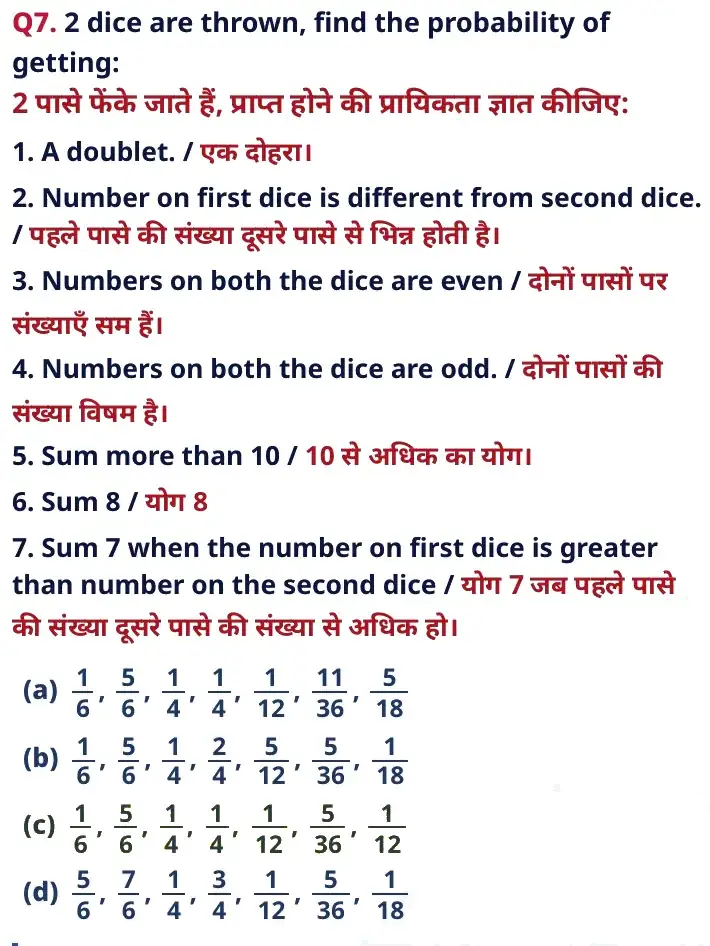 Q7. 2 dice are thrown, find the probability of
getting:
2 पासे फेंके जाते हैं, प्राप्त होने की प्रायिकता ज्ञात कीजिए:
1. A doublet. / एक दोहरा।
2. Number on first dice is different from second dice.
/ पहले पासे की संख्या दूसरे पासे से भिन्न होती है।
3. Numbers on both the dice are even / दोनों पासों पर
संख्याएँ सम हैं।
4. Numbers on both the dice are odd. / दोनों पासों की
संख्या विषम है।
5. Sum more than 10 / 10 से अधिक का योग।
6. Sum 8 / योग 8
7. Sum 7 when the number on first dice is greater
than number on the second dice / योग 7 जब पहले पासे
की संख्या दूसरे पासे की संख्या से अधिक हो।
(a) 1/6, 5/6, 1/4, 1/4, 1/12, 11/36, 5/18
(b) 1/6, 5/6, 1/4, 2/4, 5/12, 5/36, 1/18
(c) 1/6, 5/6, 1/4, 1/4, 1/12, 5/36, 1/12
(d) 5/6, 7/6, 1/4, 3/4, 1/12, 5/36, 1/18